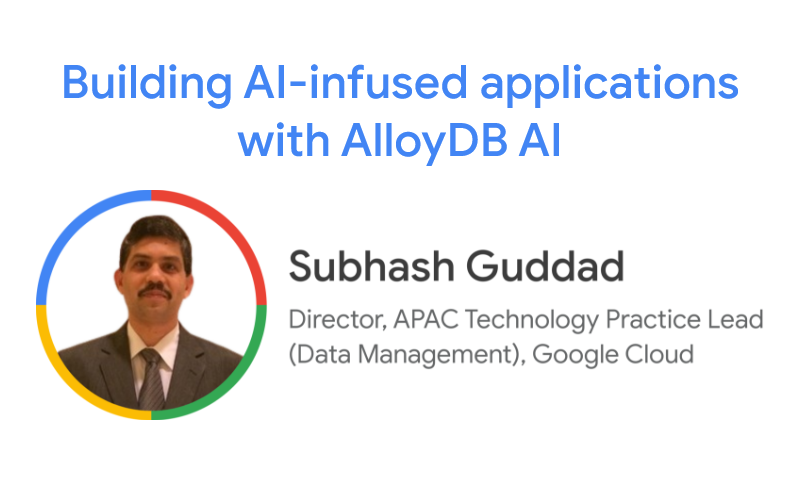 Building AI-infused applications
with AlloyDB AI
Subhash Guddad
Director, APAC Technology Practice Lead
(Data Management), Google Cloud